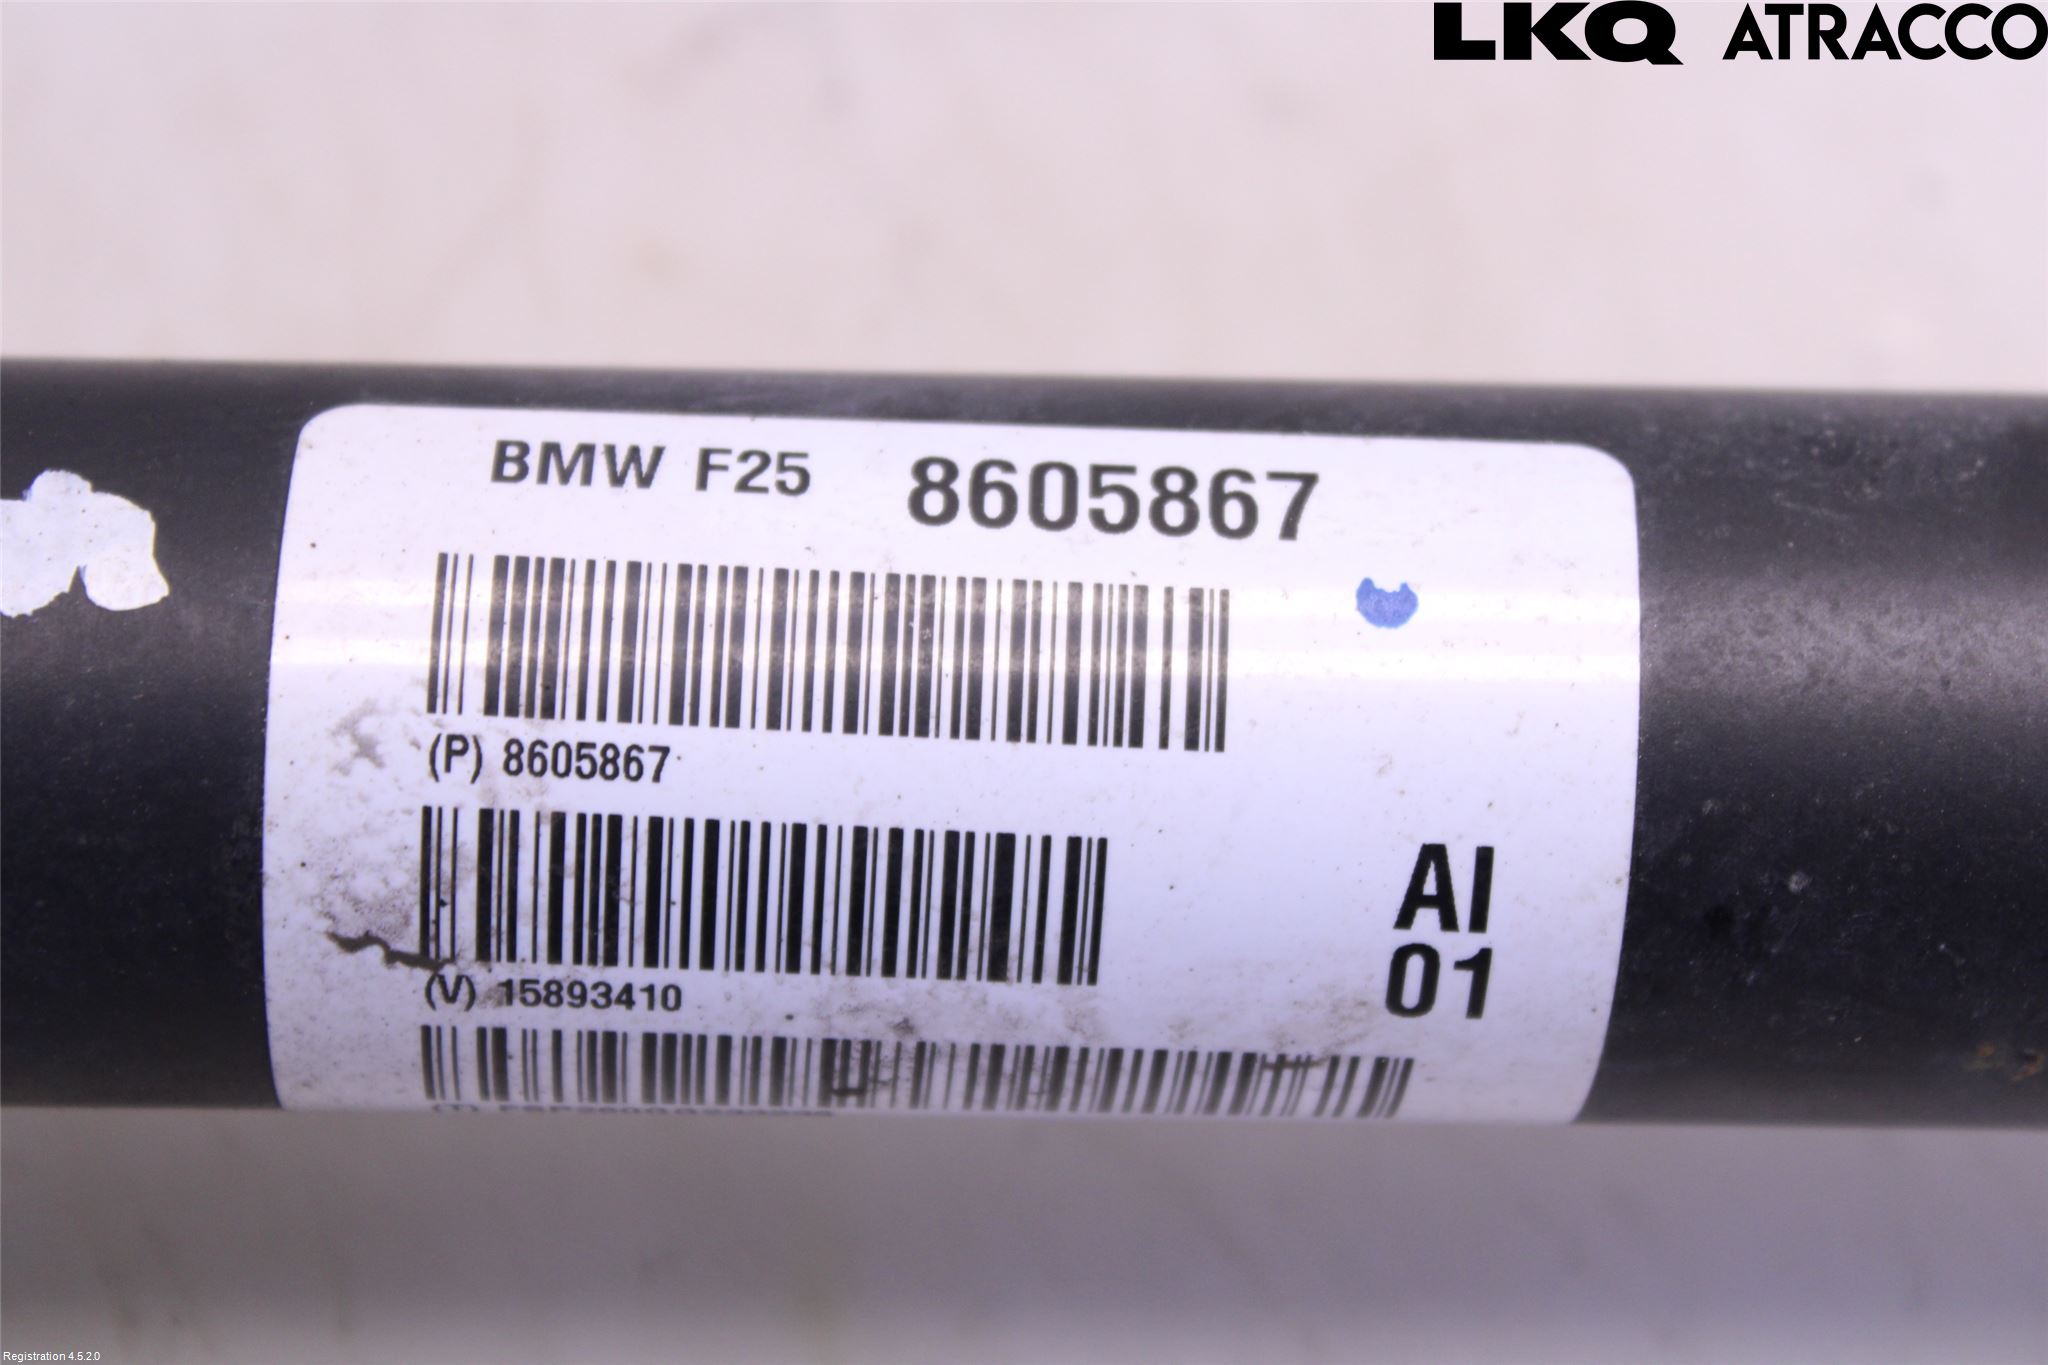 LKQ ATRACCO
BMW F25 8605867
(P) 8605867
AI
01
(V) 15893410
Registration 4.5.2.0